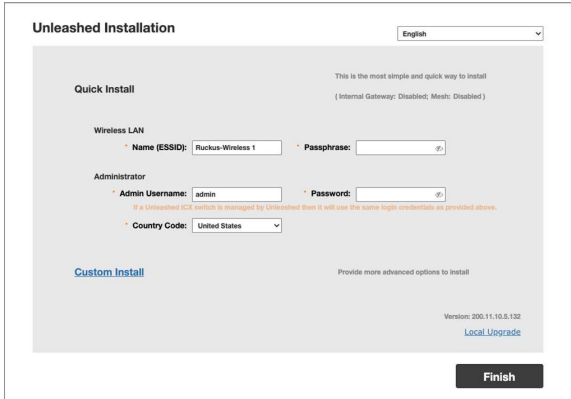 Unleashed Installation
English
Quick Install
This is the most simple and quick way to install
( Internal Gateway: Disabled; Mesh: Disabled )
Wireless LAN
* Name (ESSID): Ruckus-Wireless 1 * Passphrase:
Administrator
* Admin Username: admin * Password:
If a Unleashed ICX switch is managed by Unleashed then it will use the same login credentials as provided above.
* Country Code: United States
Custom Install Provide more advanced options to install
Version: 200.11.10.5.132
Local Upgrade
Finish